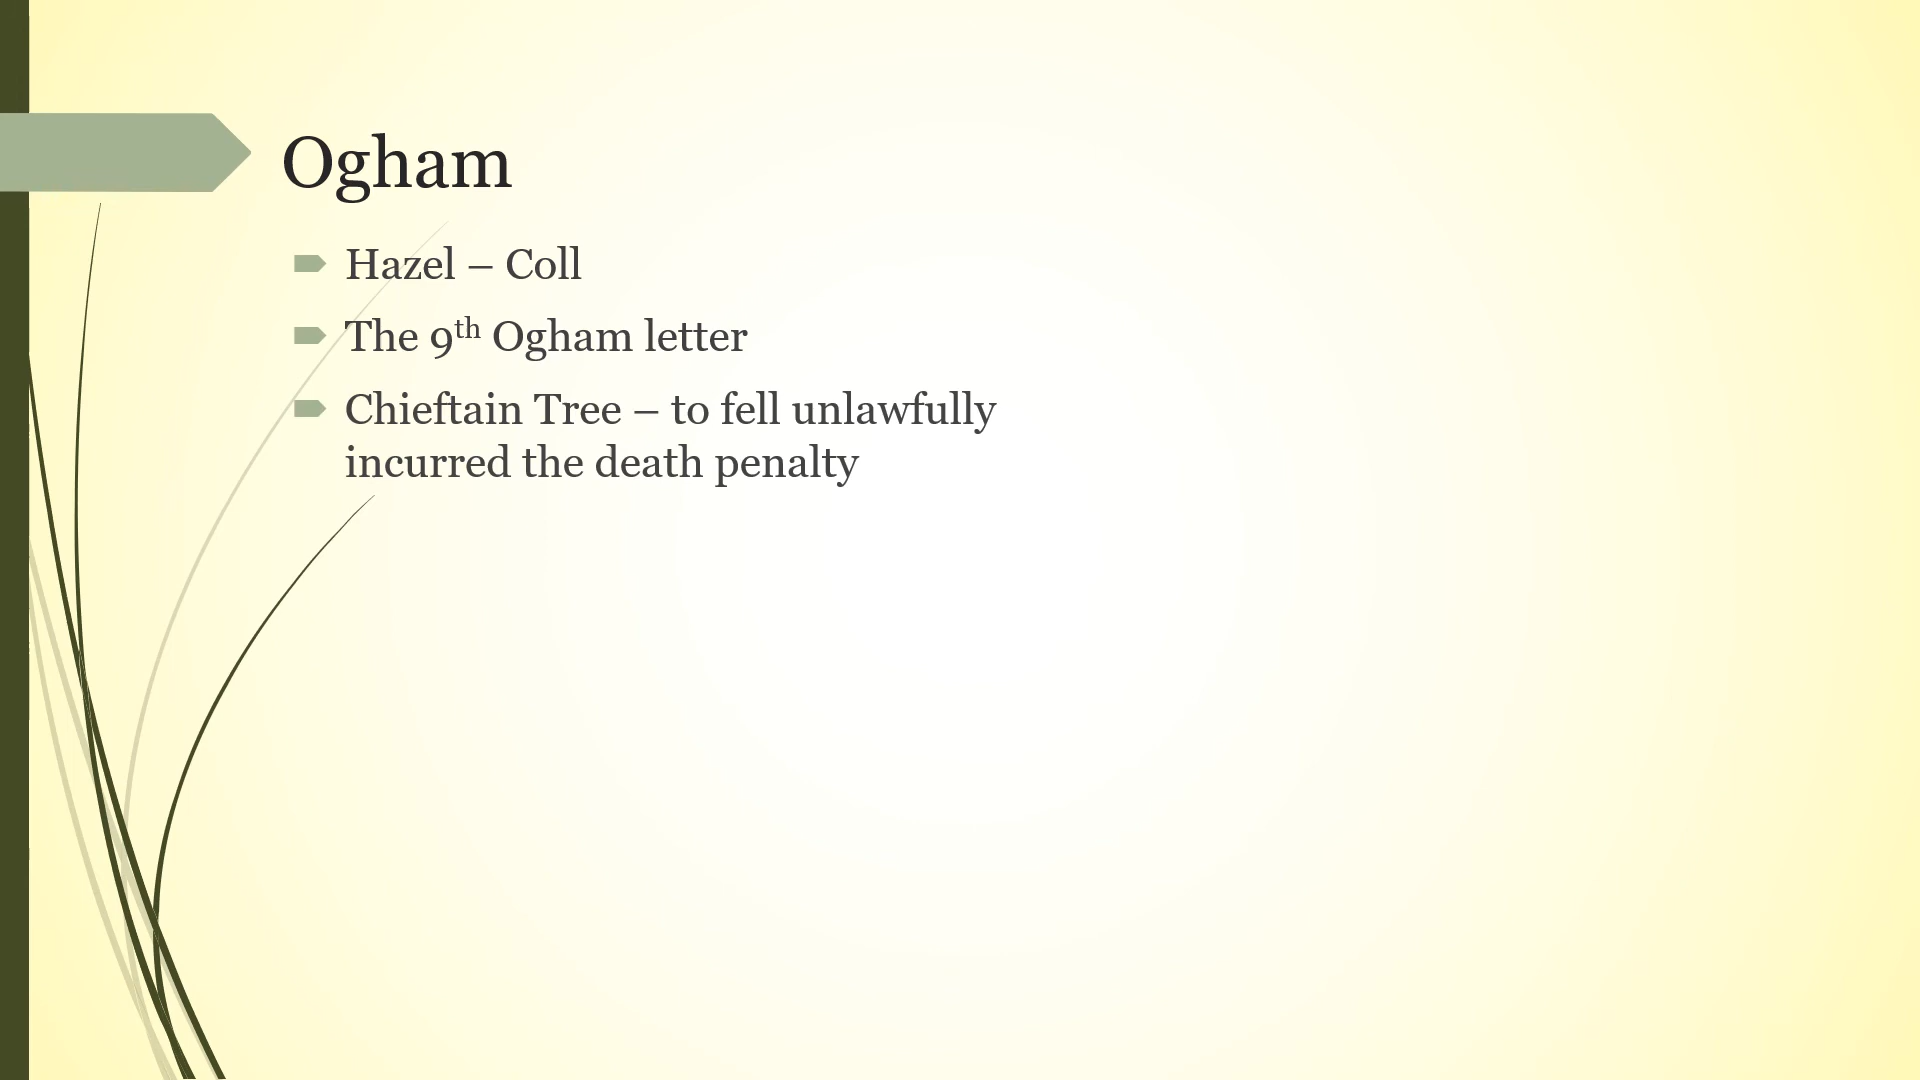 Ogham
Hazel – Coll
The 9th Ogham letter
Chieftain Tree – to fell unlawfully
incurred the death penalty